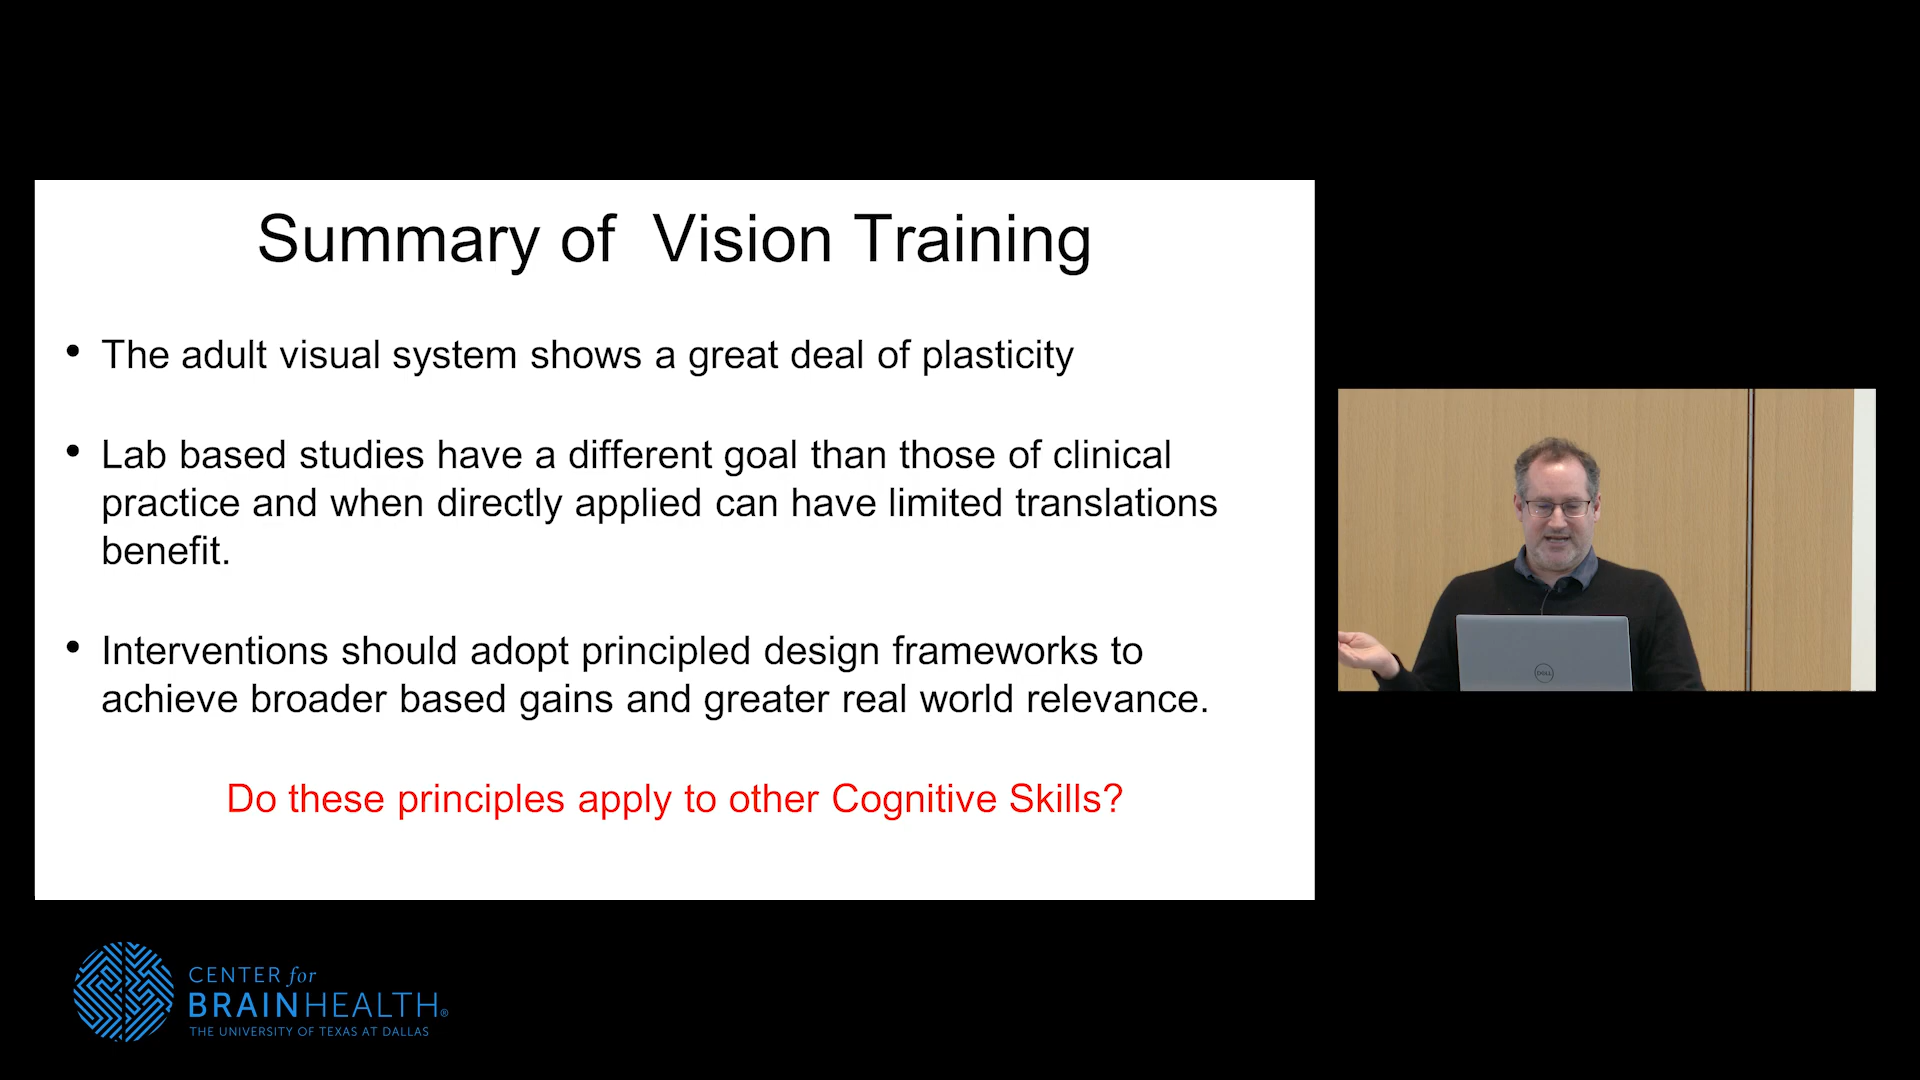 Summary of Vision Training
• The adult visual system shows a great deal of plasticity
• Lab based studies have a different goal than those of clinical
practice and when directly applied can have limited translations
benefit.
• Interventions should adopt principled design frameworks to
achieve broader based gains and greater real world relevance.
Do these principles apply to other Cognitive Skills?
DELL
CENTER for
BRAINHEALTH®
THE UNIVERSITY OF TEXAS AT DALLAS